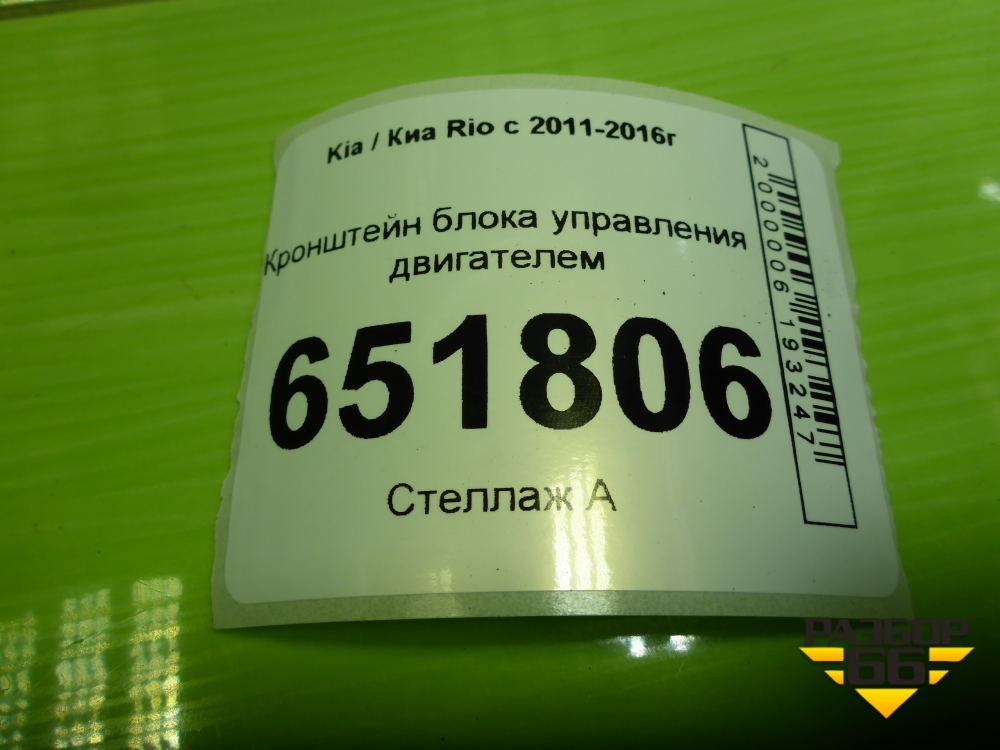 Kia / Киа Rio с 2011-2016г
Кронштейн блока управления
двигателем
651806
Стеллаж А
2000006193247
РАЗБОР
66